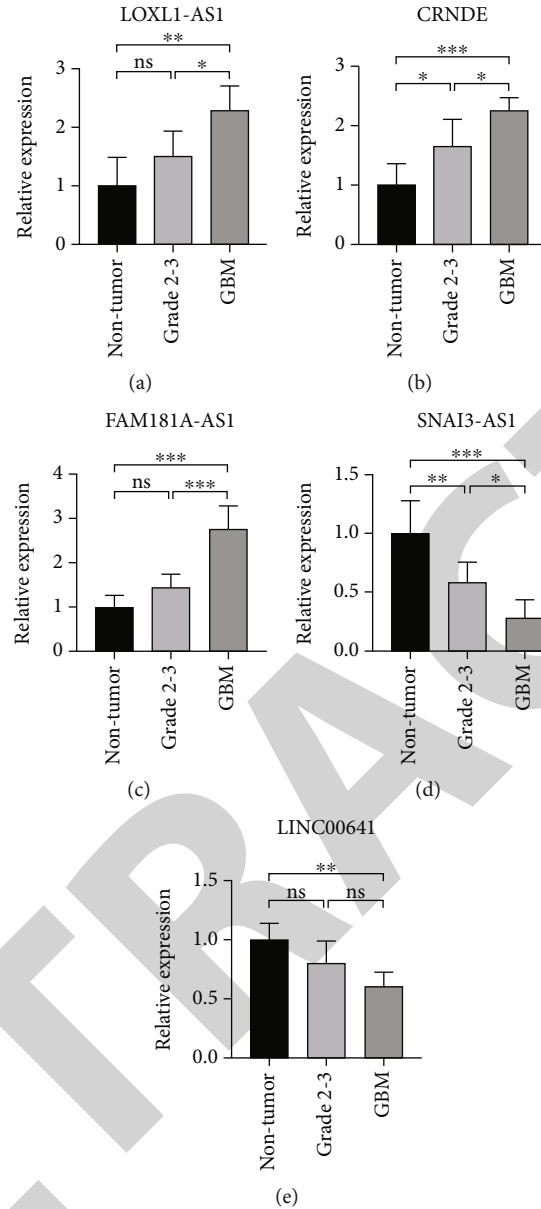 LOXL1-AS1
Relative expression
3
2
1
0
**
ns
*
Non-tumor
Grade 2-3
GBM
(a)
CRNDE
Relative expression
3
2
1
0
***
*
*
Non-tumor
Grade 2-3
GBM
(b)
FAM181A-AS1
Relative expression
4
3
2
1
0
***
ns
***
Non-tumor
Grade 2-3
GBM
(c)
SNAI3-AS1
Relative expression
1.5
1.0
0.5
0.0
***
**
*
Non-tumor
Grade 2-3
GBM
(d)
LINC00641
Relative expression
1.5
1.0
0.5
0.0
**
ns
ns
Non-tumor
Grade 2-3
GBM
(e)
TRAC